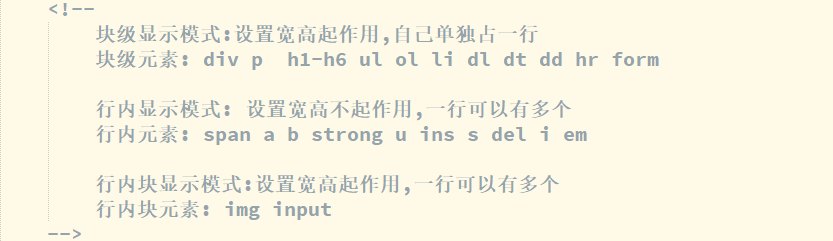 <!--
块级显示模式:设置宽高起作用,自己单独占一行
块级元素: div p  h1-h6 ul ol li dl dt dd hr form
行内显示模式: 设置宽高不起作用,一行可以有多个
行内元素: span a b strong u ins s del i em
行内块显示模式:设置宽高起作用,一行可以有多个
行内块元素: img input
-->